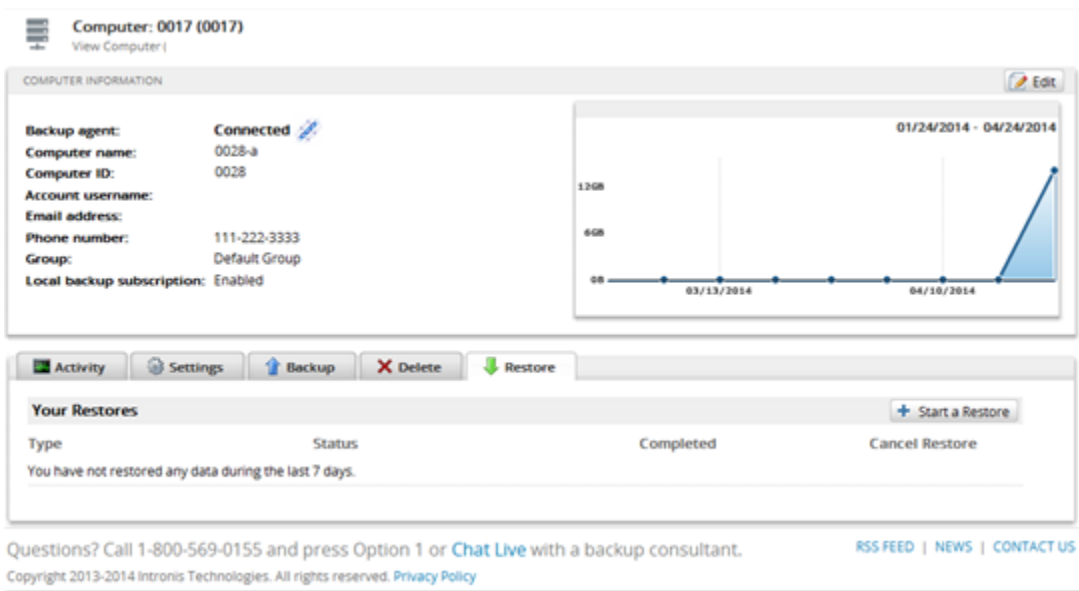 Computer: 0017 (0017)
View Computer (
COMPUTER INFORMATION
Edit
Backup agent: Connected
Computer name: 0028-a
Computer ID: 0028
Account username:
Email address:
Phone number: 111-222-3333
Group: Default Group
Local backup subscription: Enabled
01/24/2014 - 04/24/2014
12GB
6GB
0B
03/13/2014 04/10/2014
Activity Settings Backup Delete Restore
Your Restores + Start a Restore
Type Status Completed Cancel Restore
You have not restored any data during the last 7 days.
Questions? Call 1-800-569-0155 and press Option 1 or Chat Live with a backup consultant.
RSS FEED | NEWS | CONTACT US
Copyright 2013-2014 Intronis Technologies. All rights reserved. Privacy Policy